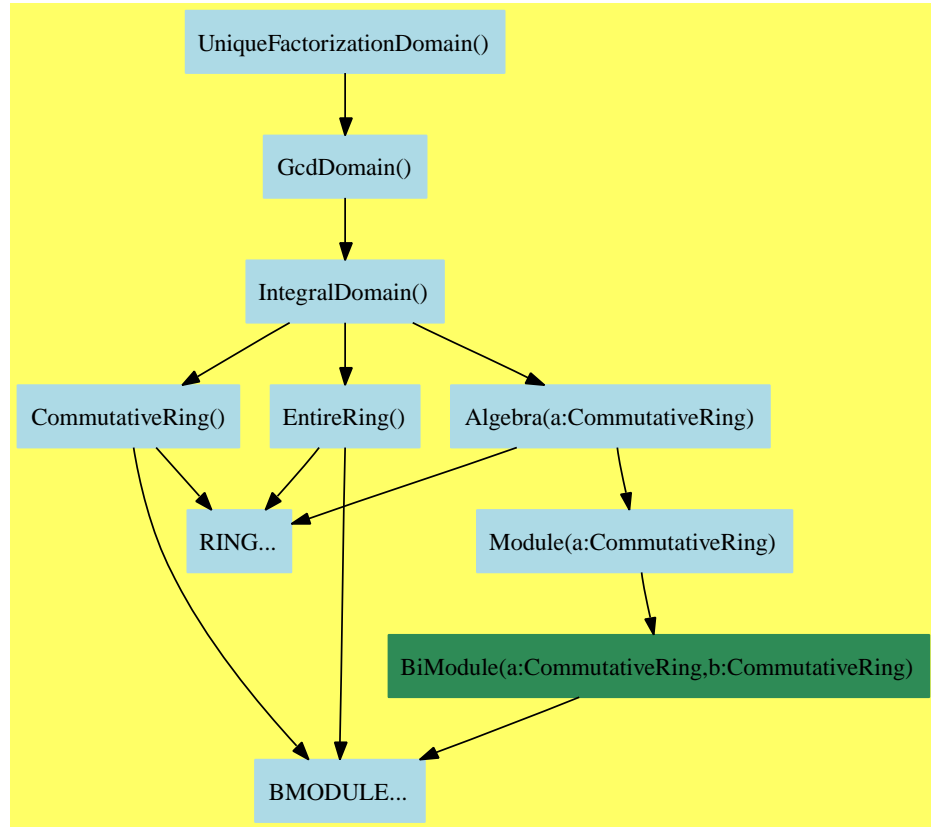 UniqueFactorizationDomain()
GcdDomain()
IntegralDomain()
CommutativeRing()
EntireRing()
Algebra(a:CommutativeRing)
RING...
Module(a:CommutativeRing)
BiModule(a:CommutativeRing,b:CommutativeRing)
BMODULE...